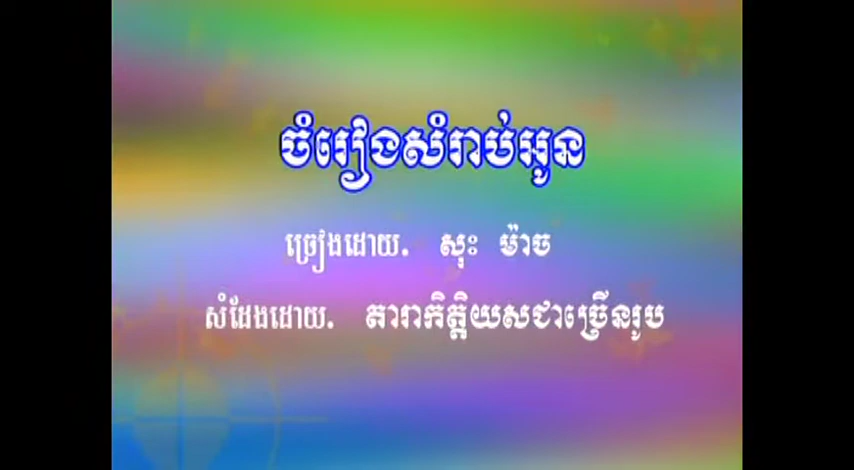 ចំរៀងសំរាប់អូន
ច្រៀងដោយ. ស៊ុះ ម៉ាច
សំដែងដោយ. តារាកិត្តិយសជាច្រើនរូប